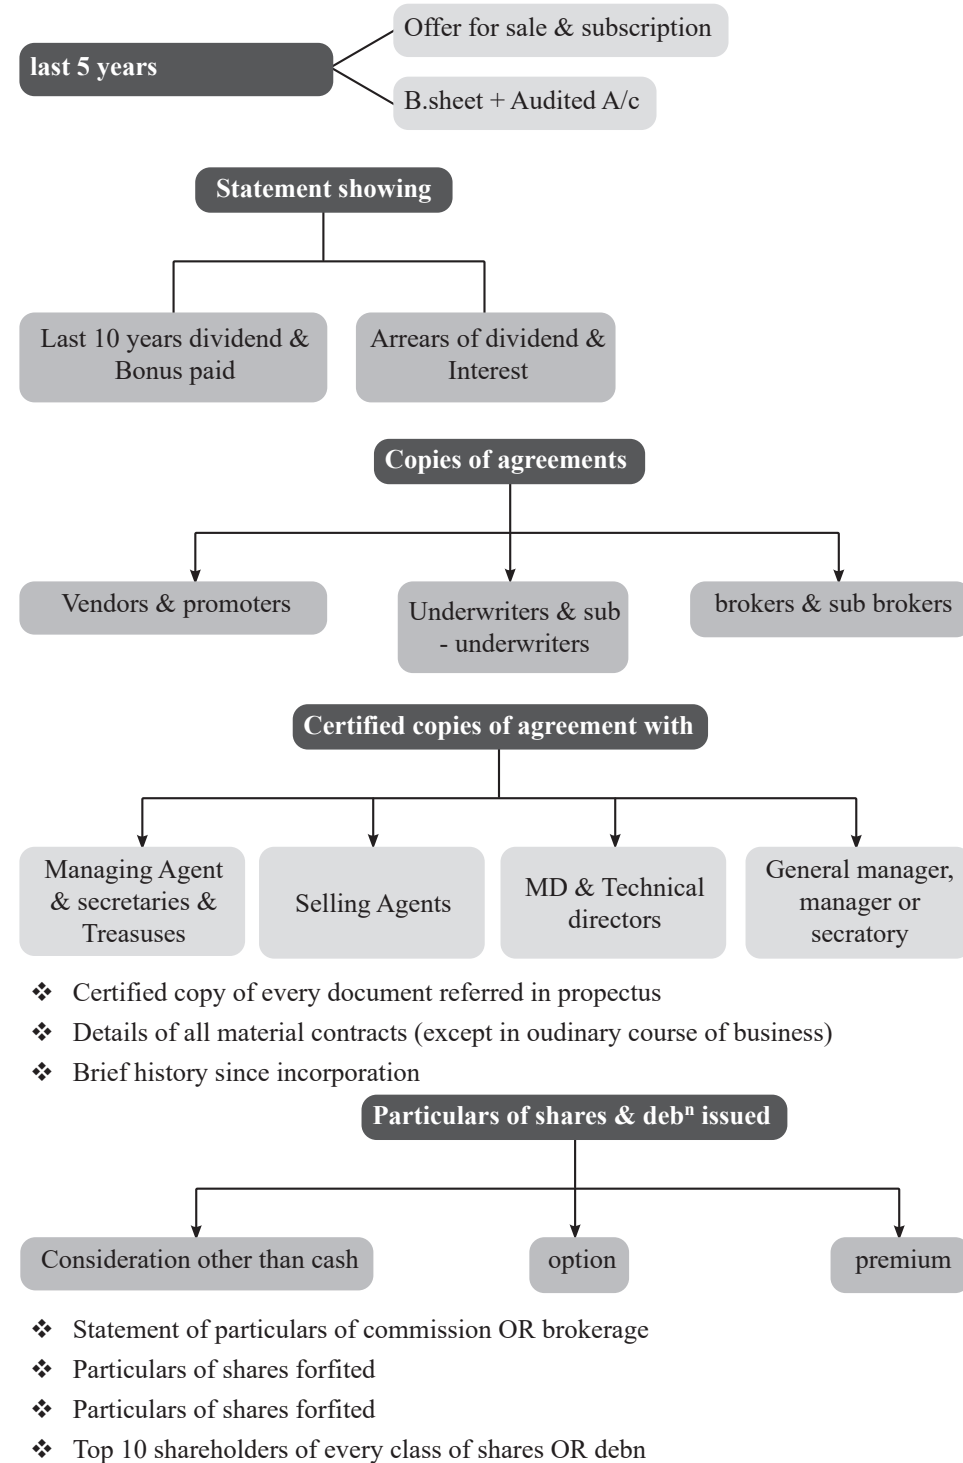 Offer for sale & subscription
last 5 years
B.sheet + Audited A/c
Statement showing
Last 10 years dividend &
Bonus paid
Arrears of dividend &
Interest
Copies of agreements
Vendors & promoters
Underwriters & sub
- underwriters
brokers & sub brokers
Certified copies of agreement with
Managing Agent
& secretaries &
Treasuses
Selling Agents
MD & Technical
directors
General manager,
manager or
secratory
❖ Certified copy of every document referred in propectus
❖ Details of all material contracts (except in oudinary course of business)
❖ Brief history since incorporation
Particulars of shares & debⁿ issued
Consideration other than cash
option
premium
❖ Statement of particulars of commission OR brokerage
❖ Particulars of shares forfited
❖ Particulars of shares forfited
❖ Top 10 shareholders of every class of shares OR debn